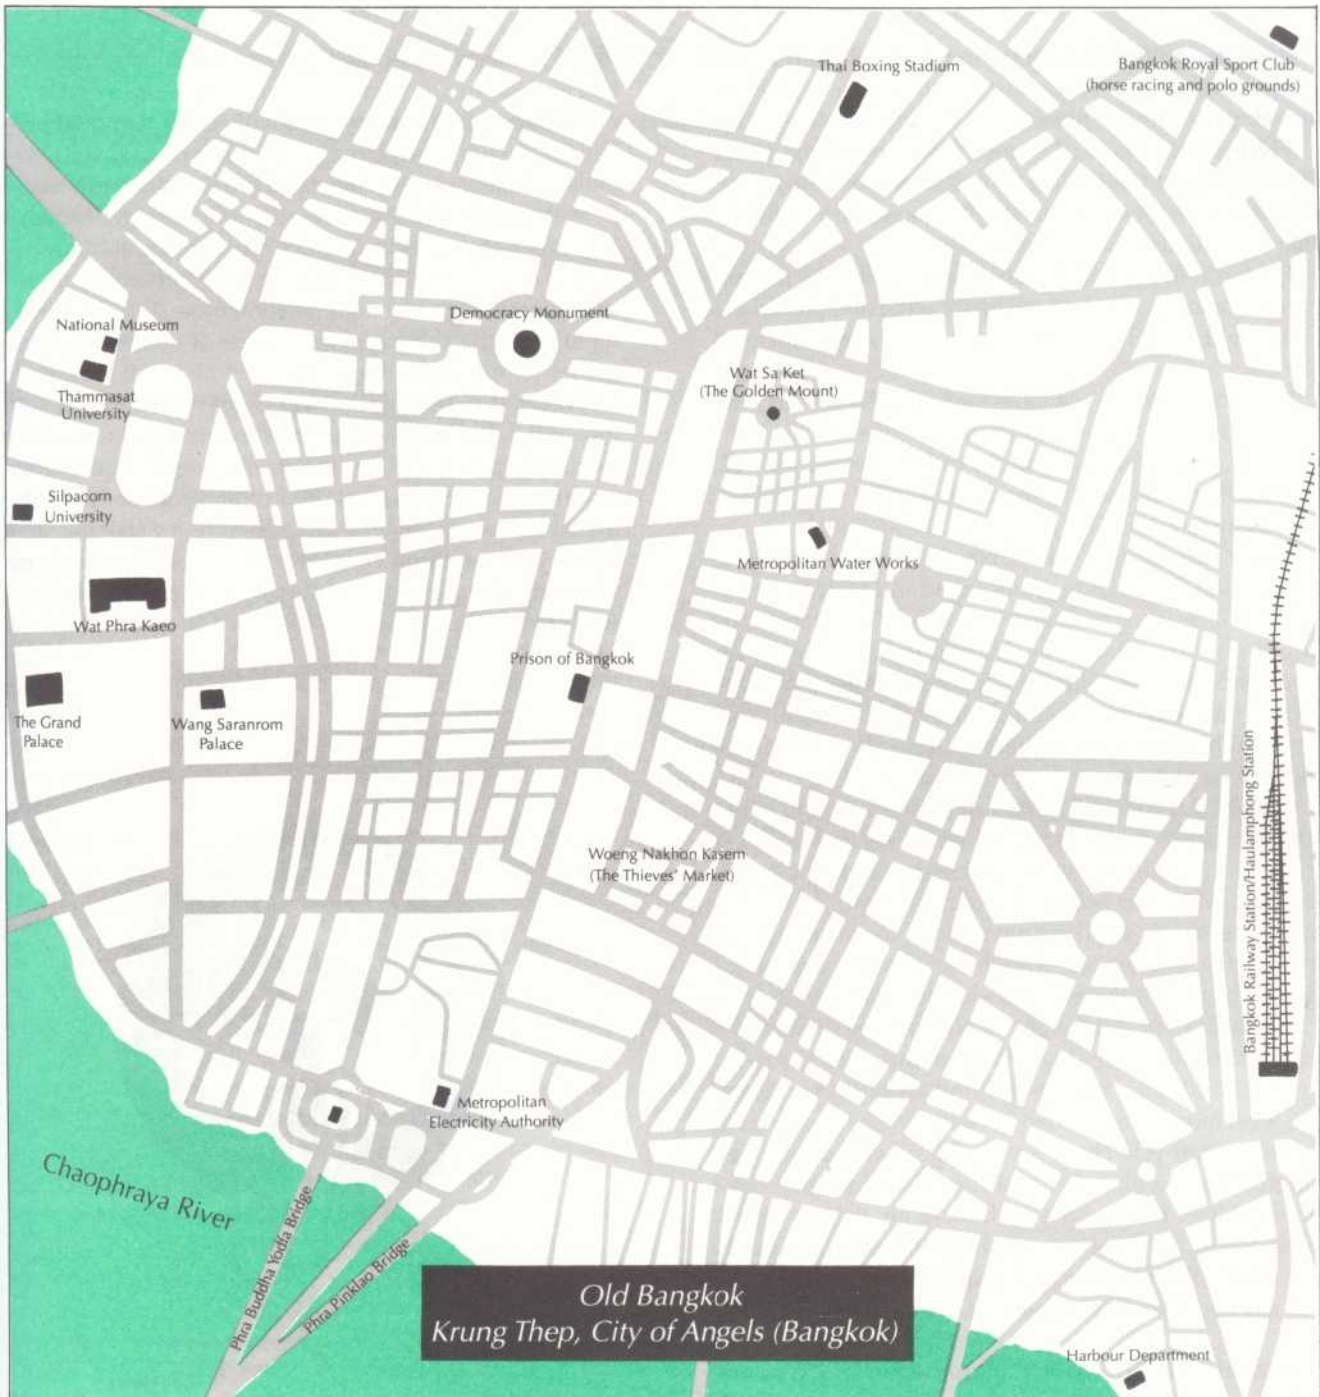 Thai Boxing Stadium
Bangkok Royal Sport Club
(horse racing and polo grounds)
National Museum
Democracy Monument
Thammasat
University
Wat Sa Ket
(The Golden Mount)
Silpacorn
University
Metropolitan Water Works
Wat Phra Kaeo
Prison of Bangkok
The Grand
Palace
Wang Saranrom
Palace
Bangkok Railway Station/Haulamphong Station
Woeng Nakhon Kasem
(The Thieves' Market)
Metropolitan
Electricity Authority
Chaophraya River
Phra Buddha Yodfa Bridge
Phra Pinklao Bridge
Old Bangkok
Krung Thep, City of Angels (Bangkok)
Harbour Department